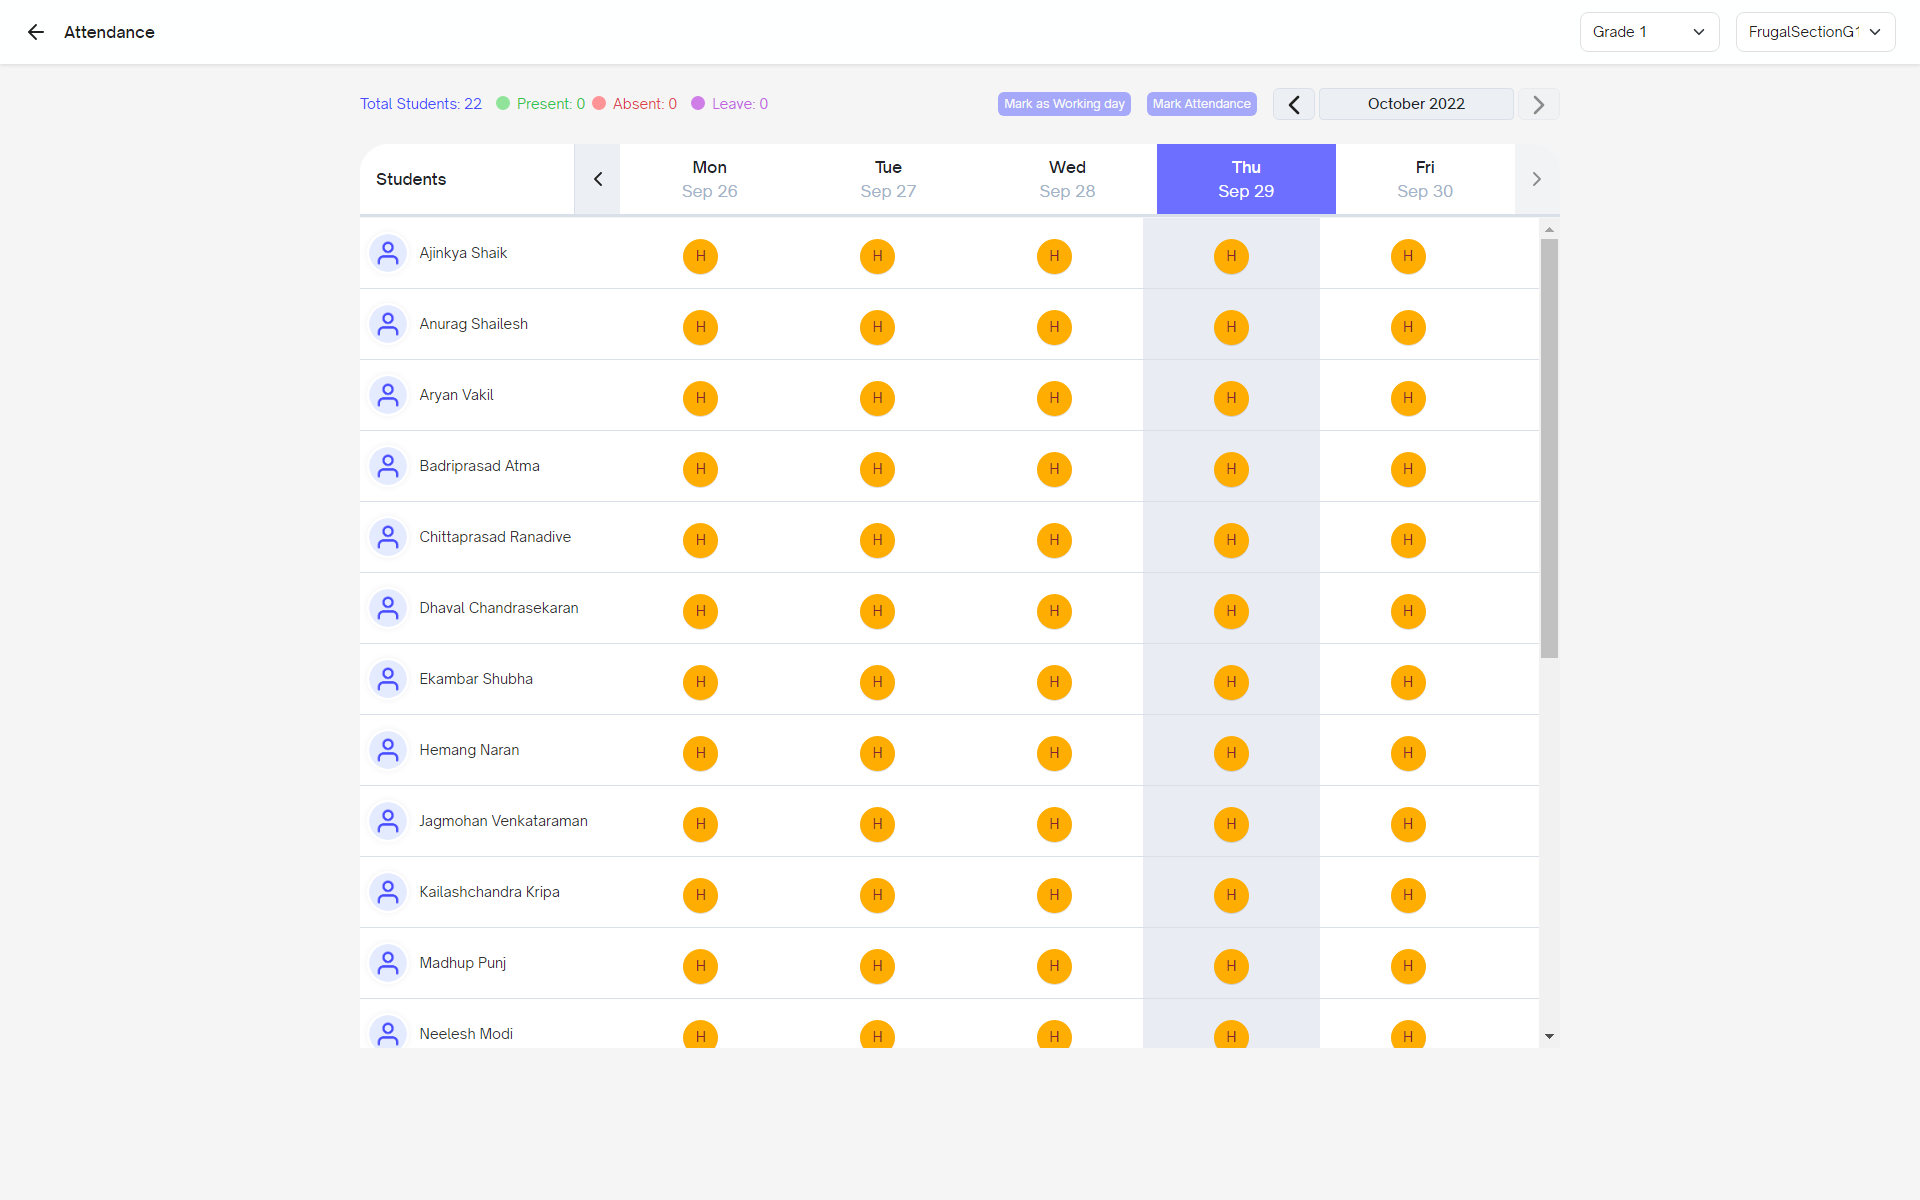 Attendance
Grade 1
FrugalSectionG1
Total Students: 22 Present: 0 Absent: 0 Leave: 0
Mark as Working day
Mark Attendance
October 2022
Students
Mon Tue Wed Thu Fri
Sep 26 Sep 27 Sep 28 Sep 29 Sep 30
Ajinkya Shaik H H H H H
Anurag Shailesh H H H H H
Aryan Vakil H H H H H
Badriprasad Atma H H H H H
Chittaprasad Ranadive H H H H H
Dhaval Chandrasekaran H H H H H
Ekambar Shubha H H H H H
Hemang Naran H H H H H
Jagmohan Venkataraman H H H H H
Kailashchandra Kripa H H H H H
Madhup Punj H H H H H
Neelesh Modi H H H H H